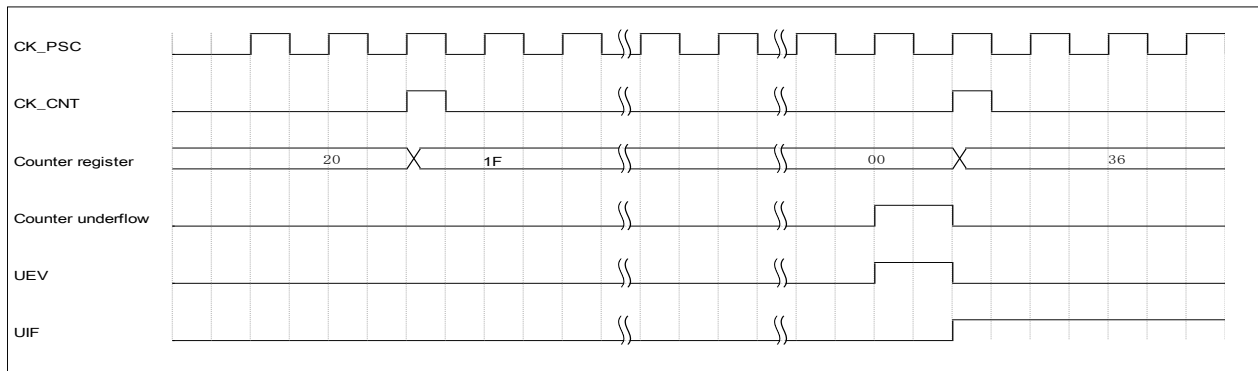 CK_PSC
CK_CNT
Counter register 20 1F 00 36
Counter underflow
UEV
UIF